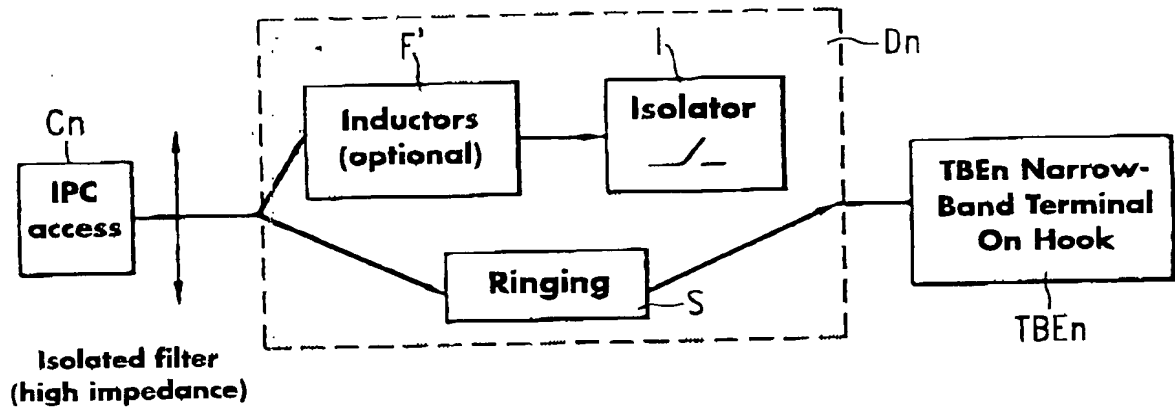 Cn
IPC
access
Isolated filter
(high impedance)
F'
Inductors
(optional)
I
Isolator
Dn
Ringing
S
TBEn Narrow-
Band Terminal
On Hook
TBEn